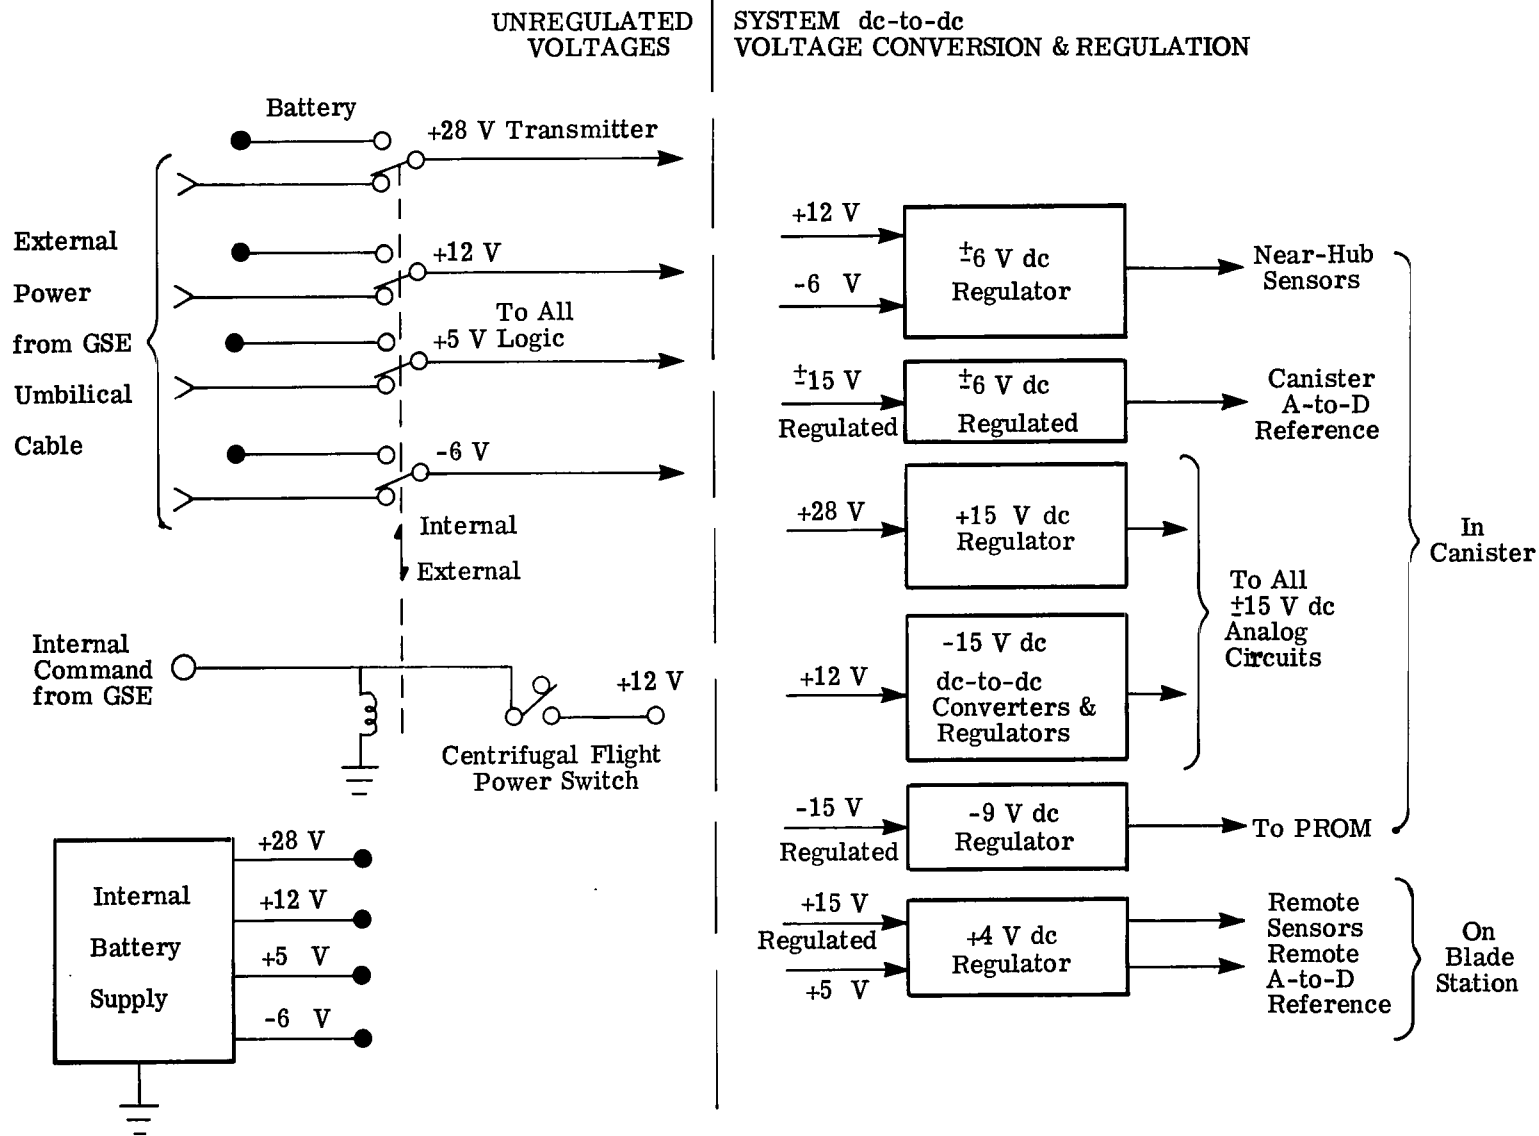 UNREGULATED
VOLTAGES
SYSTEM dc-to-dc
VOLTAGE CONVERSION & REGULATION
Battery
+28 V Transmitter
+12 V
To All
+5 V Logic
-6 V
External
Power
from GSE
Umbilical
Cable
Internal
External
Internal
Command
from GSE
+12 V
Centrifugal Flight
Power Switch
Internal
Battery
Supply
+28 V
+12 V
+5 V
-6 V
+12 V
-6 V
±6 V dc
Regulator
Near-Hub
Sensors
±15 V
Regulated
±6 V dc
Regulated
Canister
A-to-D
Reference
+28 V
+15 V dc
Regulator
+12 V
-15 V dc
dc-to-dc
Converters &
Regulators
To All
±15 V dc
Analog
Circuits
-15 V
Regulated
-9 V dc
Regulator
To PROM
In
Canister
+15 V
Regulated
+5 V
+4 V dc
Regulator
Remote
Sensors
Remote
A-to-D
Reference
On
Blade
Station